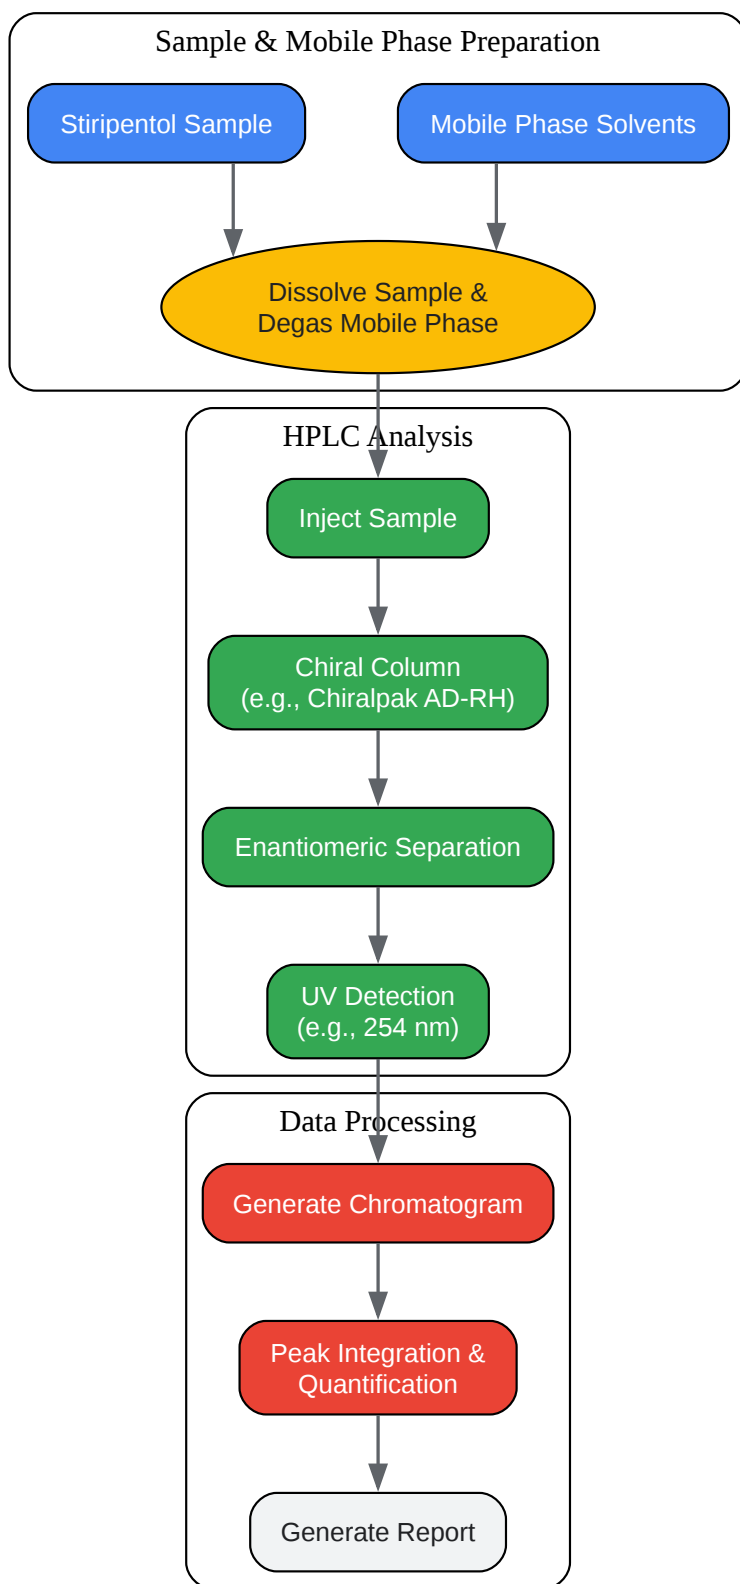 Sample & Mobile Phase Preparation
Stiripentol Sample
Mobile Phase Solvents
Dissolve Sample &
Degas Mobile Phase
HPLC Analysis
Inject Sample
Chiral Column
(e.g., Chiralpak AD-RH)
Enantiomeric Separation
UV Detection
(e.g., 254 nm)
Data Processing
Generate Chromatogram
Peak Integration &
Quantification
Generate Report